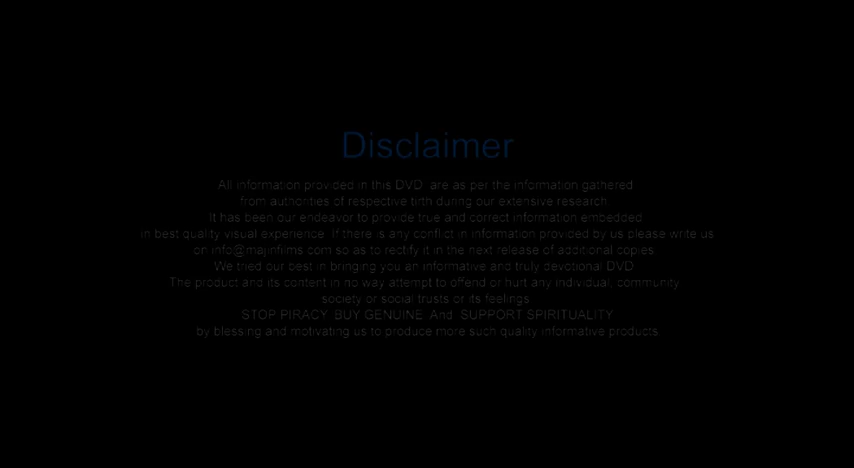 Disclaimer
All information provided in this DVD are as per the information gathered
from authorities of respective tirth during our extensive research.
It has been our endeavor to provide true and correct information embedded
in best quality visual experience. If there is any conflict in information provided by us please write us
on info@majinfilms.com so as to rectify it in the next release of additional copies.
We tried our best in bringing you an informative and truly devotional DVD.
The product and its content in no way attempt to offend or hurt any individual, community,
society or social trusts or its feelings.
STOP PIRACY, BUY GENUINE. And SUPPORT SPIRITUALITY
by blessing and motivating us to produce more such quality informative products.